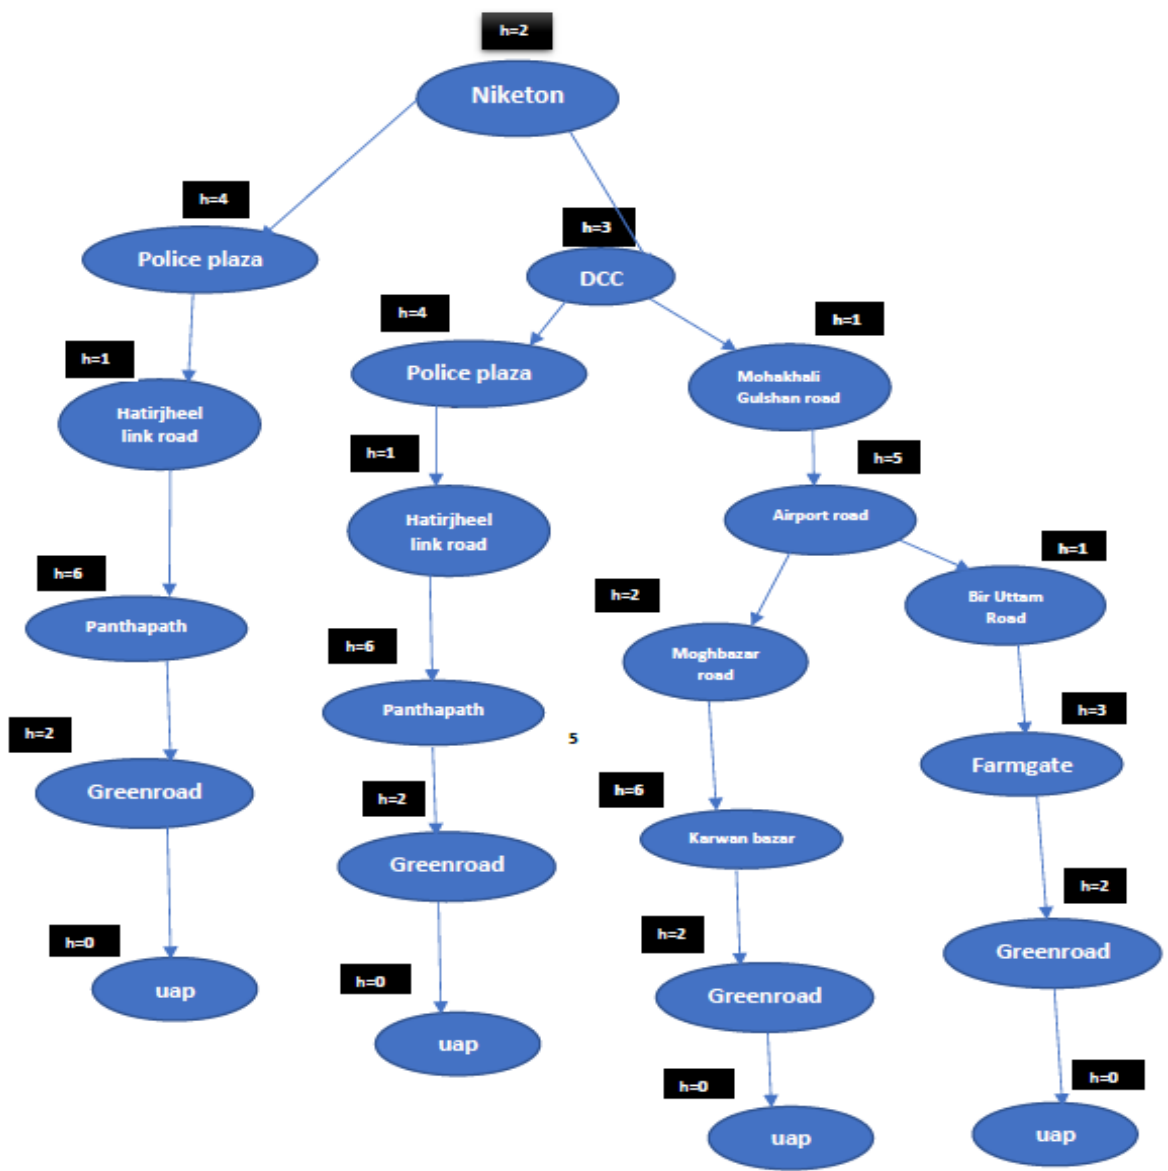 h=2
Niketon
h=4
Police plaza
h=3
DCC
h=4
Police plaza
h=1
Mohakhali
Gulshan road
h=1
Hatirjheel
link road
h=1
Hatirjheel
link road
h=5
Airport road
h=6
Panthapath
h=6
Panthapath
h=2
Moghbazar
road
h=1
Bir Uttam
Road
h=2
Greenroad
h=2
Greenroad
5
h=6
Karwan bazar
h=3
Farmgate
h=0
uap
h=0
uap
h=2
Greenroad
h=2
Greenroad
h=0
uap
h=0
uap